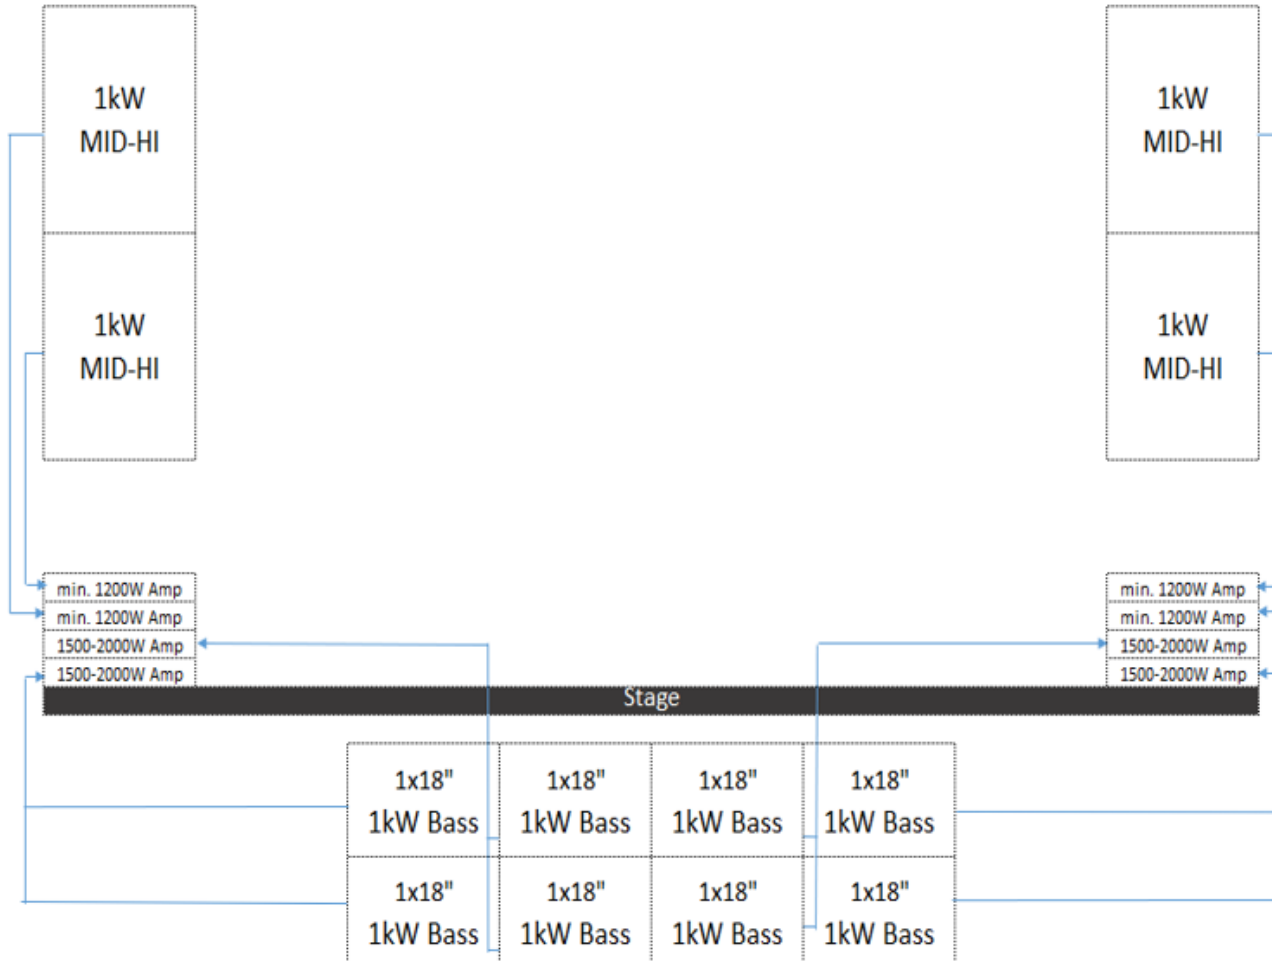 1kW
MID-HI
1kW
MID-HI
1kW
MID-HI
1kW
MID-HI
min. 1200W Amp
min. 1200W Amp
1500-2000W Amp
1500-2000W Amp
min. 1200W Amp
min. 1200W Amp
1500-2000W Amp
1500-2000W Amp
Stage
1x18"
1kW Bass
1x18"
1kW Bass
1x18"
1kW Bass
1x18"
1kW Bass
1x18"
1kW Bass
1x18"
1kW Bass
1x18"
1kW Bass
1x18"
1kW Bass